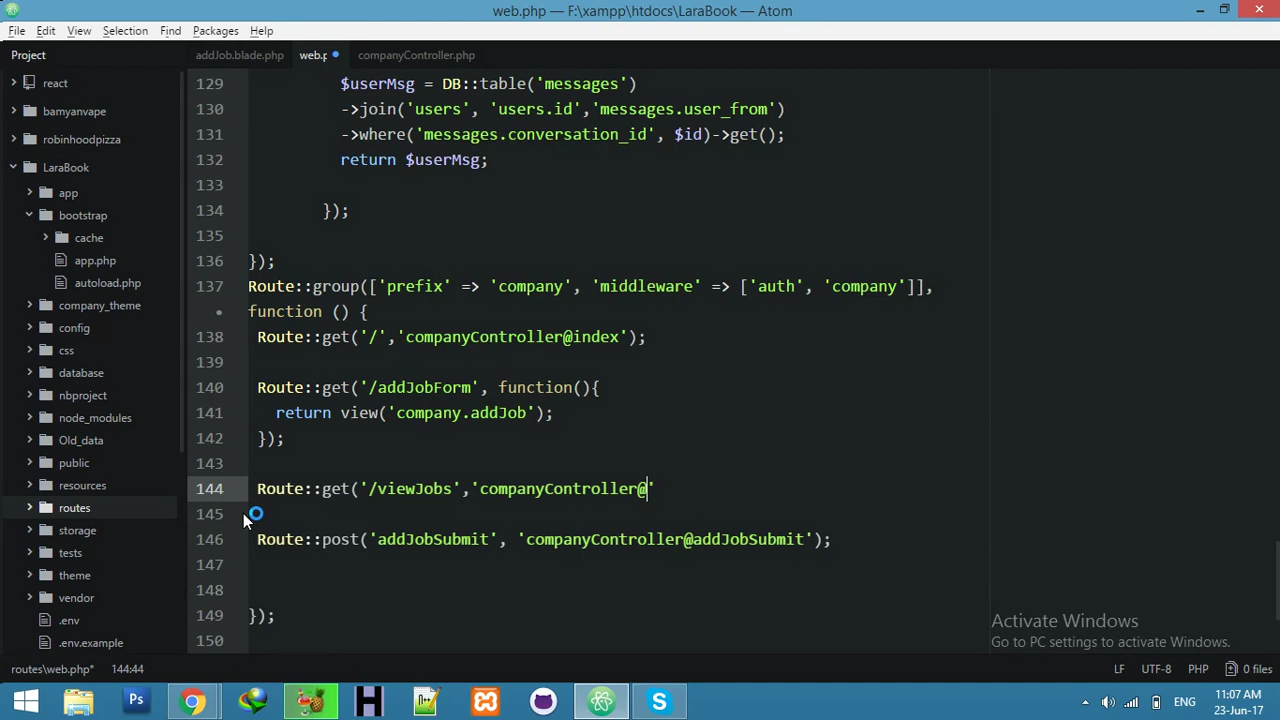 web.php — F:\xampp\htdocs\LaraBook — Atom
File Edit View Selection Find Packages Help
Project
addJob.blade.php web.p companyController.php
react
bamyanvape
robinhoodpizza
LaraBook
app
bootstrap
cache
app.php
autoload.php
company_theme
config
css
database
nbproject
node_modules
Old_data
public
resources
routes
storage
tests
theme
vendor
.env
.env.example
129 $userMsg = DB::table('messages')
130 ->join('users', 'users.id','messages.user_from')
131 ->where('messages.conversation_id', $id)->get();
132 return $userMsg;
133
134 });
135
136 });
137 Route::group(['prefix' => 'company', 'middleware' => ['auth', 'company']],
• function () {
138 Route::get('/','companyController@index');
139
140 Route::get('/addJobForm', function(){
141 return view('company.addJob');
142 });
143
144 Route::get('/viewJobs','companyController@'
145
146 Route::post('addJobSubmit', 'companyController@addJobSubmit');
147
148
149 });
150
Activate Windows
Go to PC settings to activate Windows.
routes\web.php* 144:44 LF UTF-8 PHP 0 files
Ps H A++ S ENG 11:07 AM
23-Jun-17